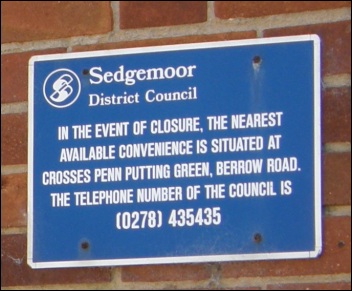 Sedgemoor
District Council
IN THE EVENT OF CLOSURE, THE NEAREST
AVAILABLE CONVENIENCE IS SITUATED AT
CROSSES PENN PUTTING GREEN, BERROW ROAD.
THE TELEPHONE NUMBER OF THE COUNCIL IS
(0278) 435435